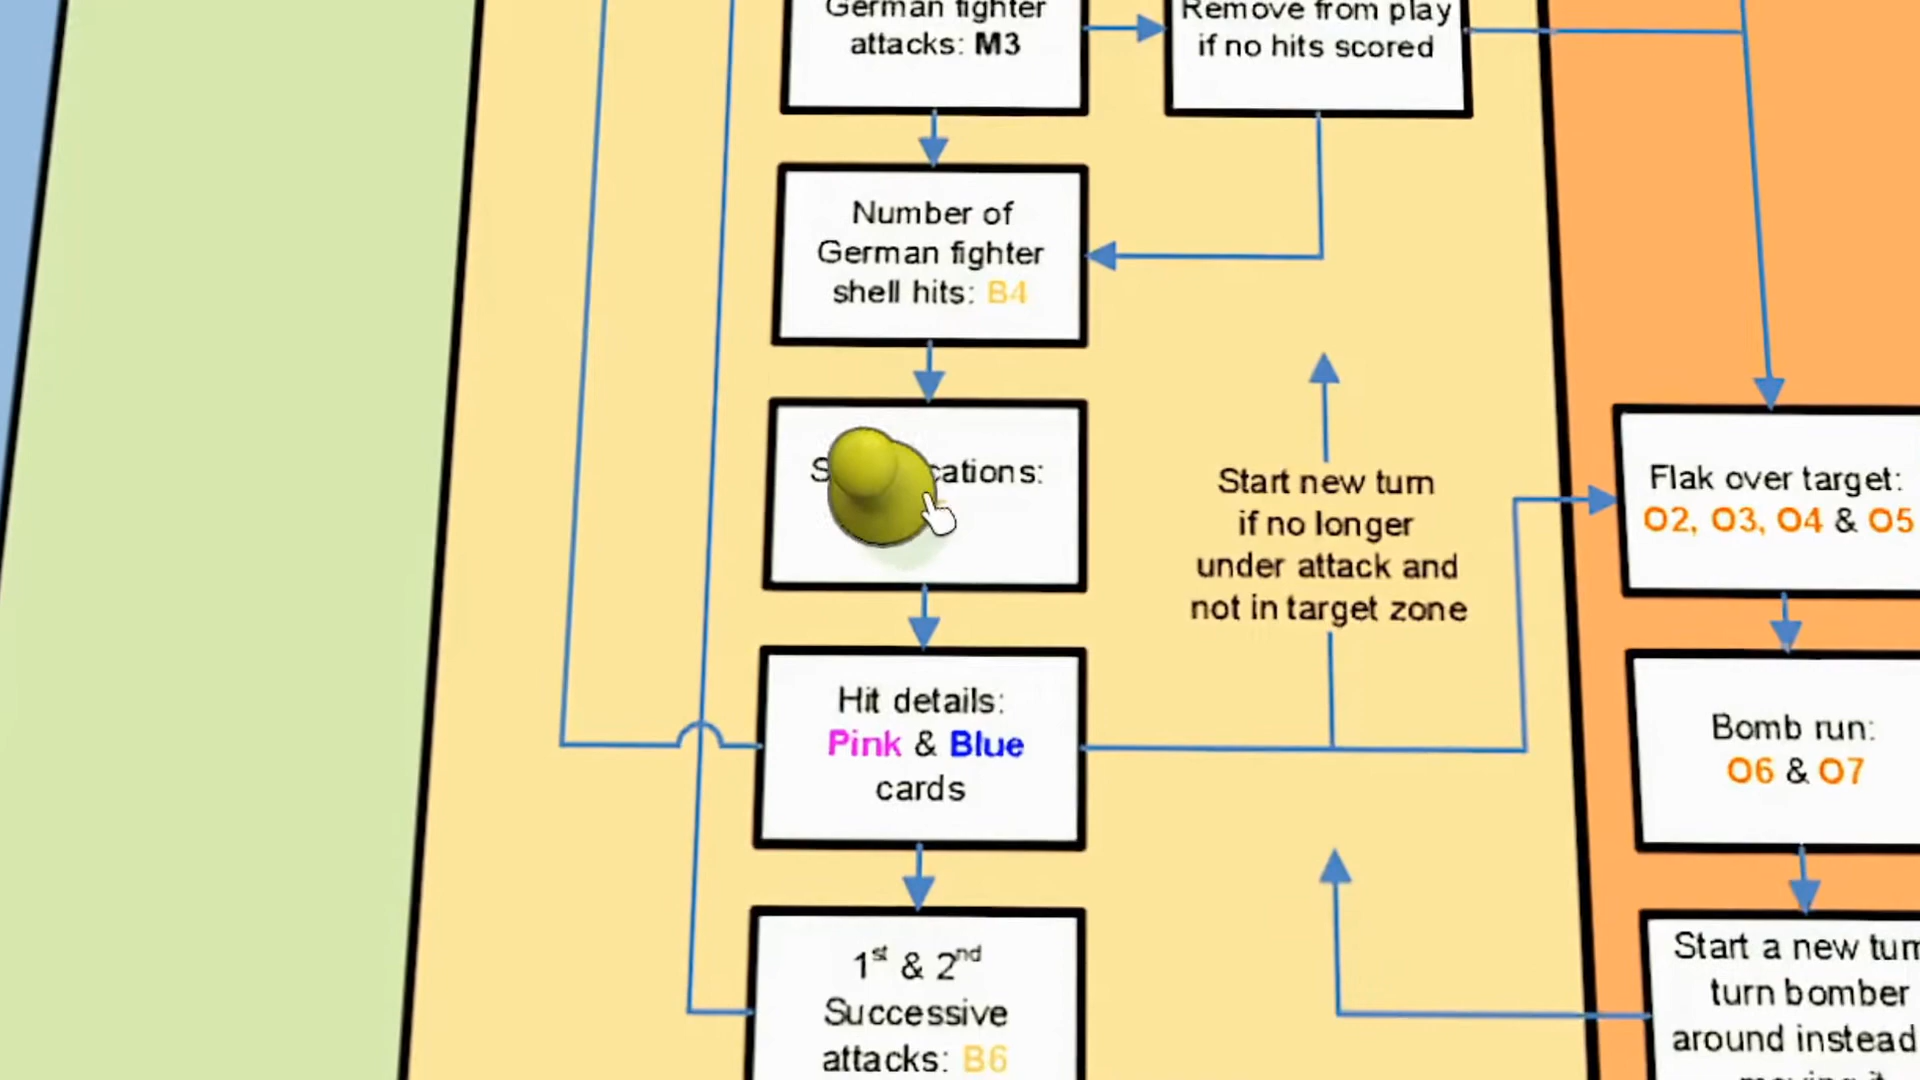 German fighter
attacks: M3
Remove from play
if no hits scored
Number of
German fighter
shell hits: B4
cations:
Hit details:
Pink & Blue
cards
1st & 2nd
Successive
attacks: B6
Start new turn
if no longer
under attack and
not in target zone
Flak over target:
O2, O3, O4 & O5
Bomb run:
O6 & O7
Start a new turn
turn bomber
around instead
moving it